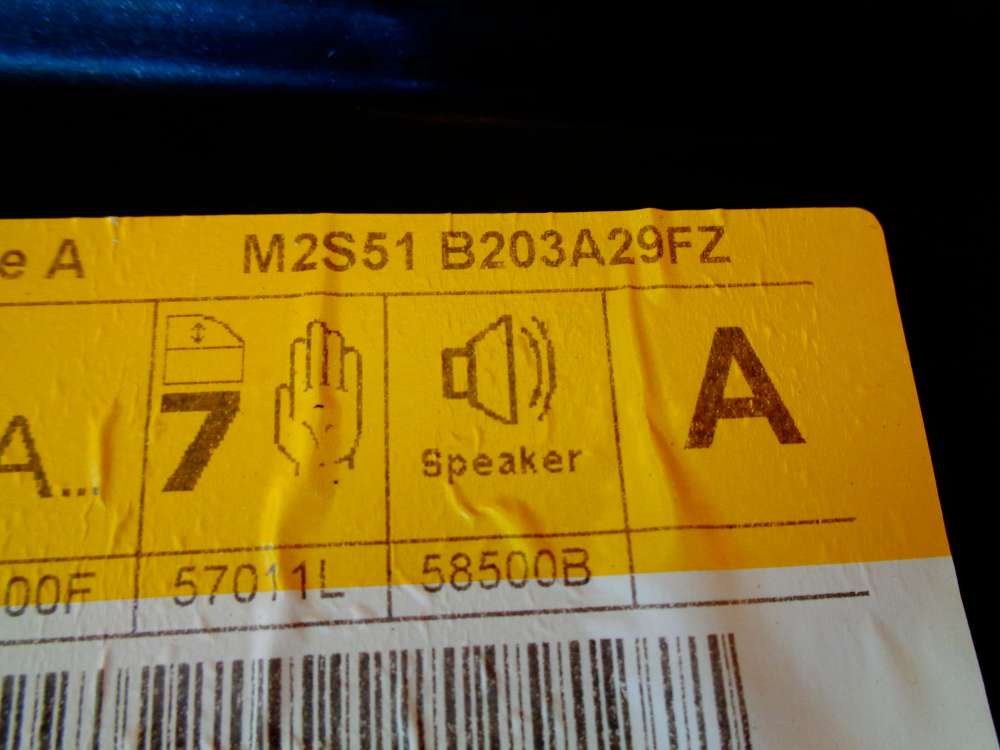 e A M2S51 B203A29FZ
A... 7 Speaker A
00F 57011L 58500B